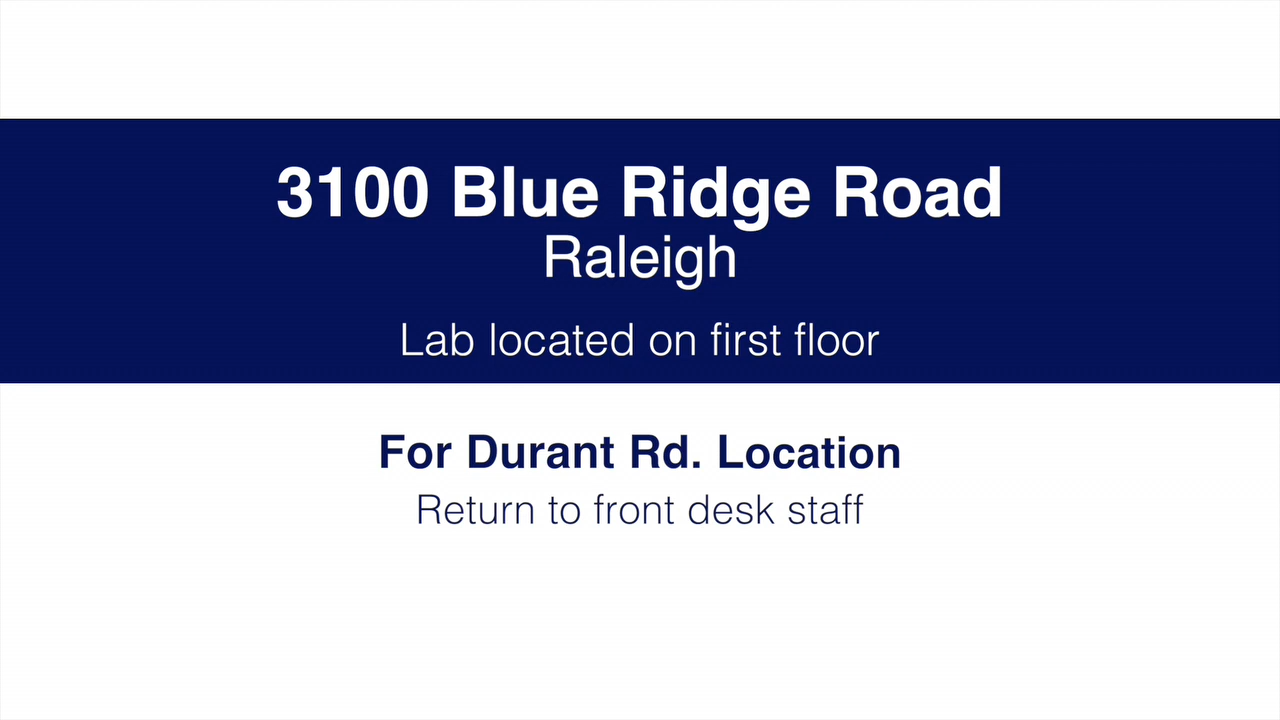 3100 Blue Ridge Road
Raleigh
Lab located on first floor
For Durant Rd. Location
Return to front desk staff